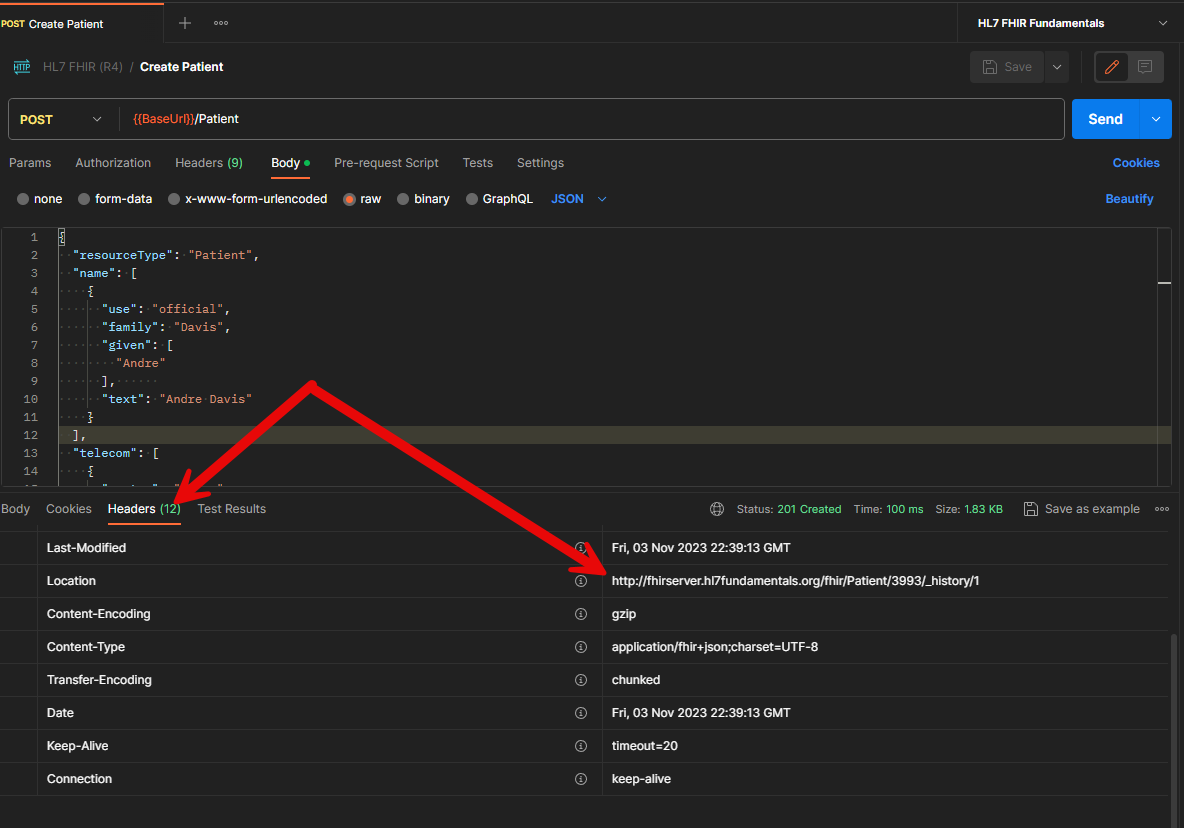 POST Create Patient
HL7 FHIR Fundamentals
HTTP HL7 FHIR (R4) / Create Patient
Save
POST {{BaseUrl}}/Patient
Send
Params Authorization Headers (9) Body Pre-request Script Tests Settings
Cookies
none form-data x-www-form-urlencoded raw binary GraphQL JSON
Beautify
1 {
2 "resourceType": "Patient",
3 "name": [
4 {
5 "use": "official",
6 "family": "Davis",
7 "given": [
8 "Andre"
9 ],
10 "text": "Andre Davis"
11 }
12 ],
13 "telecom": [
14 {
Body Cookies Headers (12) Test Results
Status: 201 Created Time: 100 ms Size: 1.83 KB Save as example
Last-Modified Fri, 03 Nov 2023 22:39:13 GMT
Location http://fhirserver.hl7fundamentals.org/fhir/Patient/3993/_history/1
Content-Encoding gzip
Content-Type application/fhir+json;charset=UTF-8
Transfer-Encoding chunked
Date Fri, 03 Nov 2023 22:39:13 GMT
Keep-Alive timeout=20
Connection keep-alive